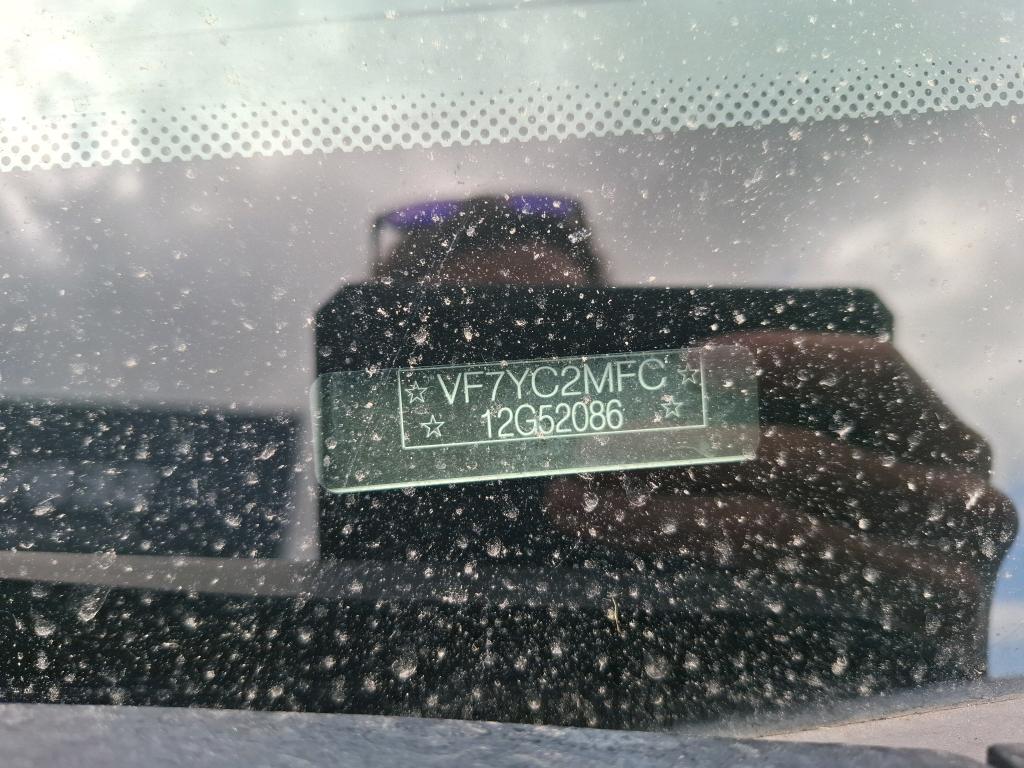 ☆ VF7YC2MFC ☆
☆ 12G52086 ☆